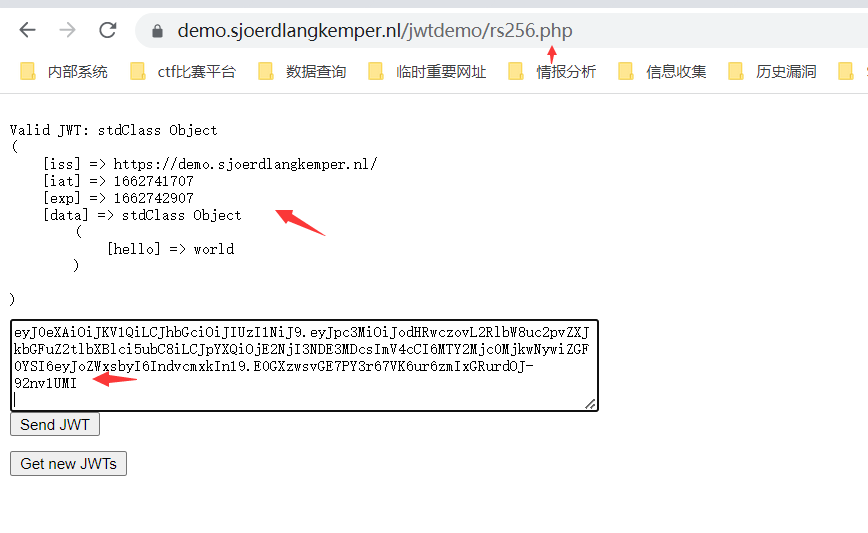 demo.sjoerdlangkemper.nl/jwtdemo/rs256.php
内部系统 ctf比赛平台 数据查询 临时重要网址 情报分析 信息收集 历史漏洞
Valid JWT: stdClass Object
(
[iss] => https://demo.sjoerdlangkemper.nl/
[iat] => 1662741707
[exp] => 1662742907
[data] => stdClass Object
(
[hello] => world
)
)
eyJ0eXAiOiJKV1QiLCJhbGciOiJIUzI1NiJ9.eyJpc3MiOiJodHRwczovL2RlbW8uc2pvZXJ
kbGFuZ2tlbXBlci5ubC8iLCJpYXQiOjE2NjI3NDE3MDcsImV4cCI6MTY2Mjc0MjkwNywiZGF
0YSI6eyJoZWxsbyI6IndvcmxkIn19.E0GXzwsvGE7PY3r67VK6ur6zmIxGRurdOJ-
92nv1UMI
Send JWT
Get new JWTs